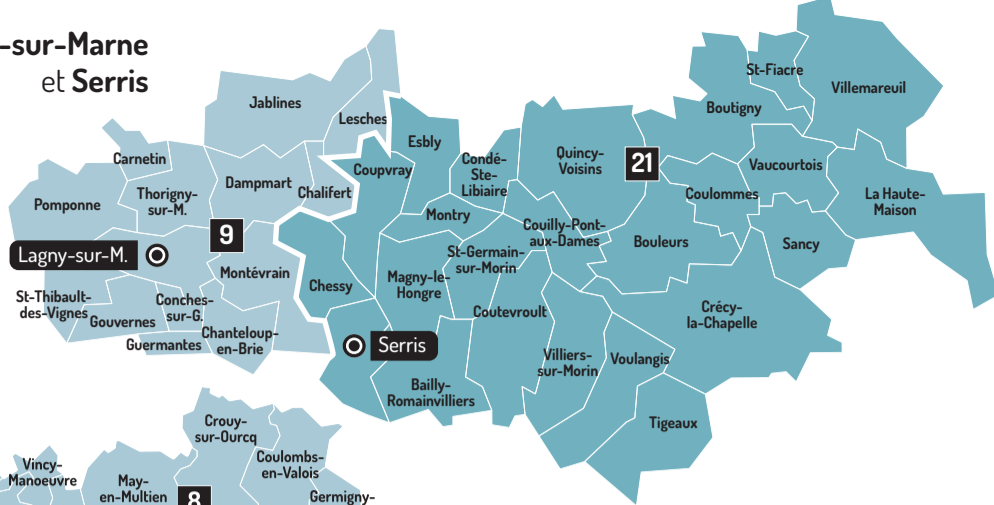 -sur-Marne
et Serris
Jablines
Lesches
Carnetin
Thorigny-
sur-M.
Dampmart
Chalifert
Pomponne
9
Lagny-sur-M.
Montévrain
St-Thibault-
des-Vignes
Gouvernes
Conches-
sur-G.
Guermantes
Chanteloup-
en-Brie
Esbly
Coupvray
Condé-
Ste-
Libiaire
Quincy-
Voisins
21
Boutigny
St-Fiacre
Villemareuil
Vaucourtois
Coulommes
La Haute-
Maison
Montry
Couilly-Pont-
aux-Dames
Bouleurs
Sancy
St-Germain-
sur-Morin
Chessy
Magny-le-
Hongre
Coutevroult
Crécy-
la-Chapelle
Serris
Villiers-
sur-Morin
Voulangis
Bailly-
Romainvilliers
Tigeaux
Crouy-
sur-Ourcq
Coulombs-
en-Valois
Vincy-
Manoeuvre
May-
en-Multien
8
Germigny-